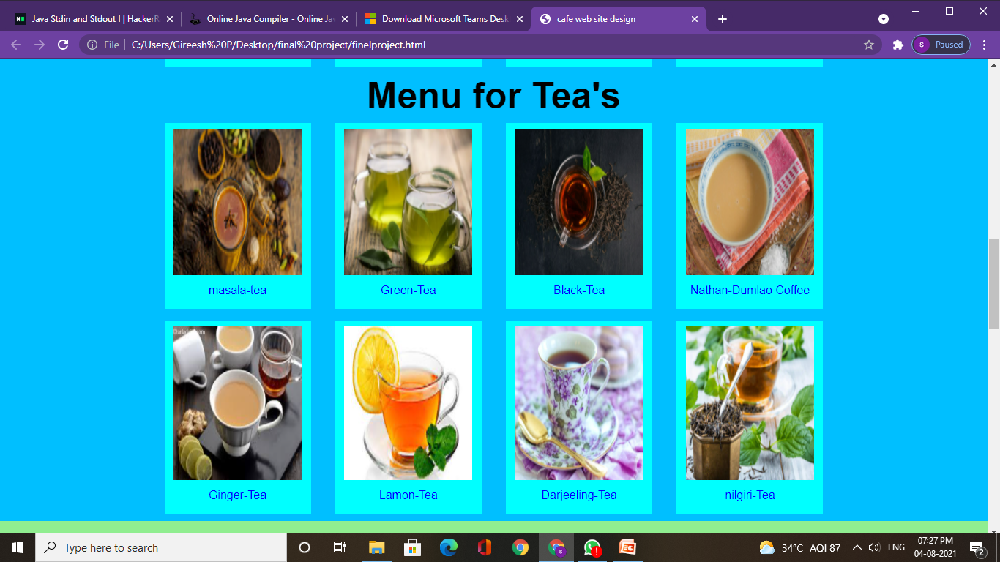 Java Stdin and Stdout I | HackerR
Online Java Compiler - Online Jav
Download Microsoft Teams Deskt
cafe web site design
File
C:/Users/Gireesh%20P/Desktop/final%20project/finelproject.html
S
Paused
Menu for Tea's
masala-tea
Green-Tea
Black-Tea
Nathan-Dumlao Coffee
Ginger-Tea
Lamon-Tea
Darjeeling-Tea
nilgiri-Tea
Type here to search
34°C AQI 87
ENG
07:27 PM
04-08-2021
2